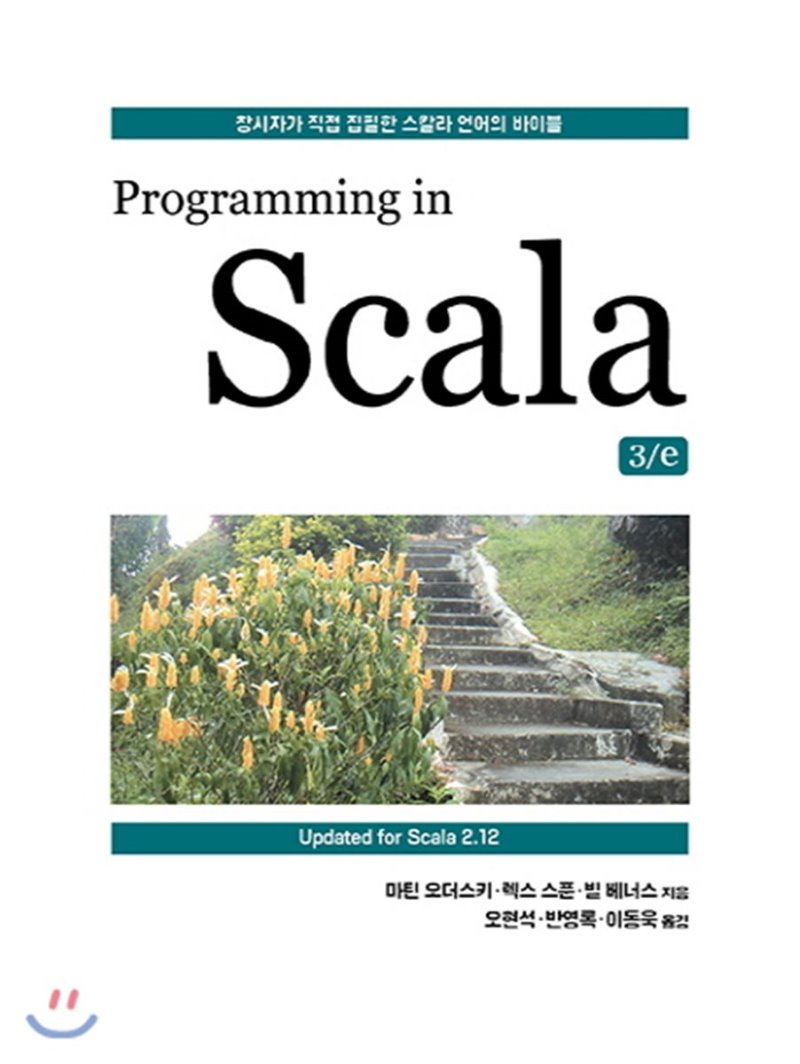 창시자가 직접 집필한 스칼라 언어의 바이블
Programming in
Scala
3/e
Updated for Scala 2.12
마틴 오더스키·렉스 스푼·빌 베너스 지음
오현석·반영록·이동욱 옮김